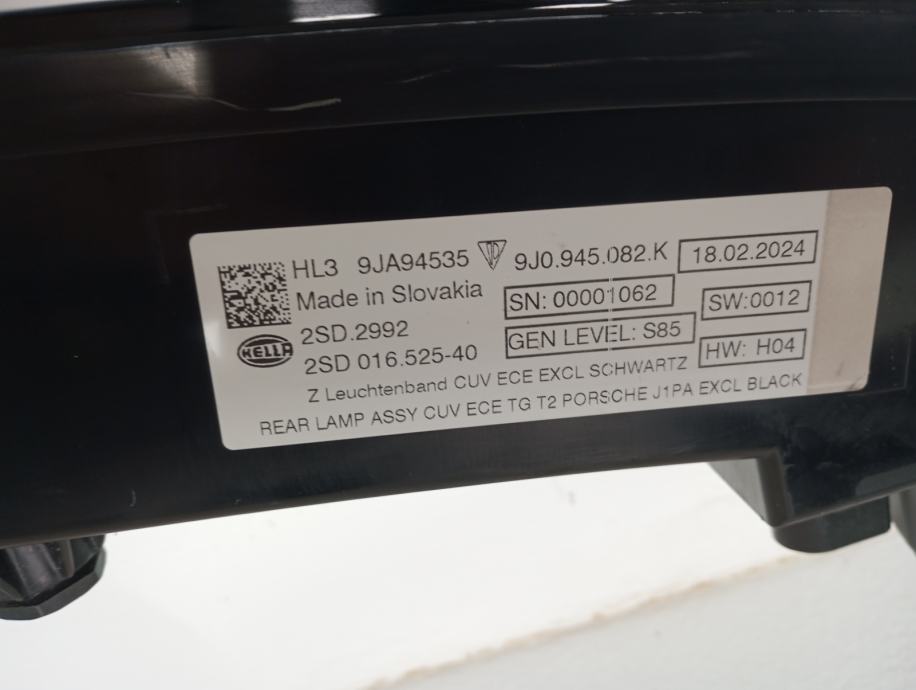 HL3 9JA94535 9J0.945.082.K 18.02.2024
Made in Slovakia SN: 00001062 SW:0012
2SD.2992
HELLA 2SD 016.525-40 GEN LEVEL: S85 HW: H04
Z Leuchtenband CUV ECE EXCL SCHWARTZ
REAR LAMP ASSY CUV ECE TG T2 PORSCHE J1PA EXCL BLACK